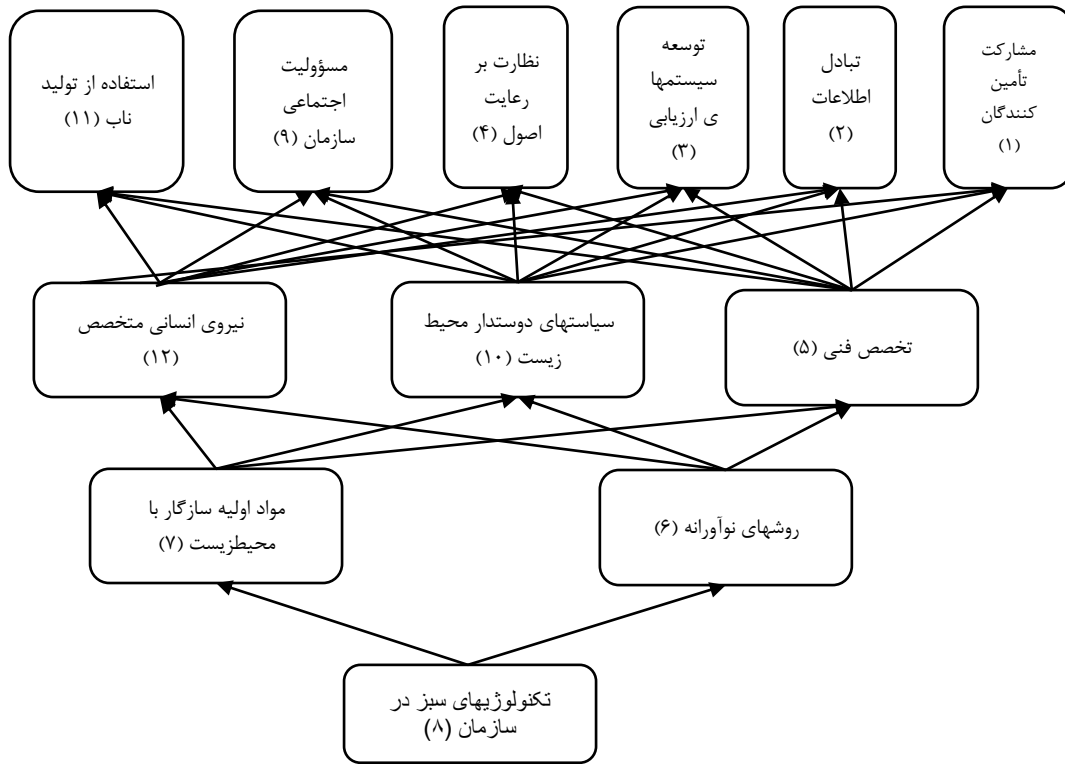 مشارکت
تأمین
کنندگان
(۱)
تبادل
اطلاعات
(۲)
توسعه
سیستمها
ی ارزیابی
(۳)
نظارت بر
رعایت
اصول (۴)
مسؤولیت
اجتماعی
سازمان (۹)
استفاده از تولید
ناب (۱۱)
تخصص فنی (۵)
سیاستهای دوستدار محیط
زیست (۱۰)
نیروی انسانی متخصص
(۱۲)
روشهای نوآورانه (۶)
مواد اولیه سازگار با
محیطزیست (۷)
تکنولوژیهای سبز در
سازمان (۸)